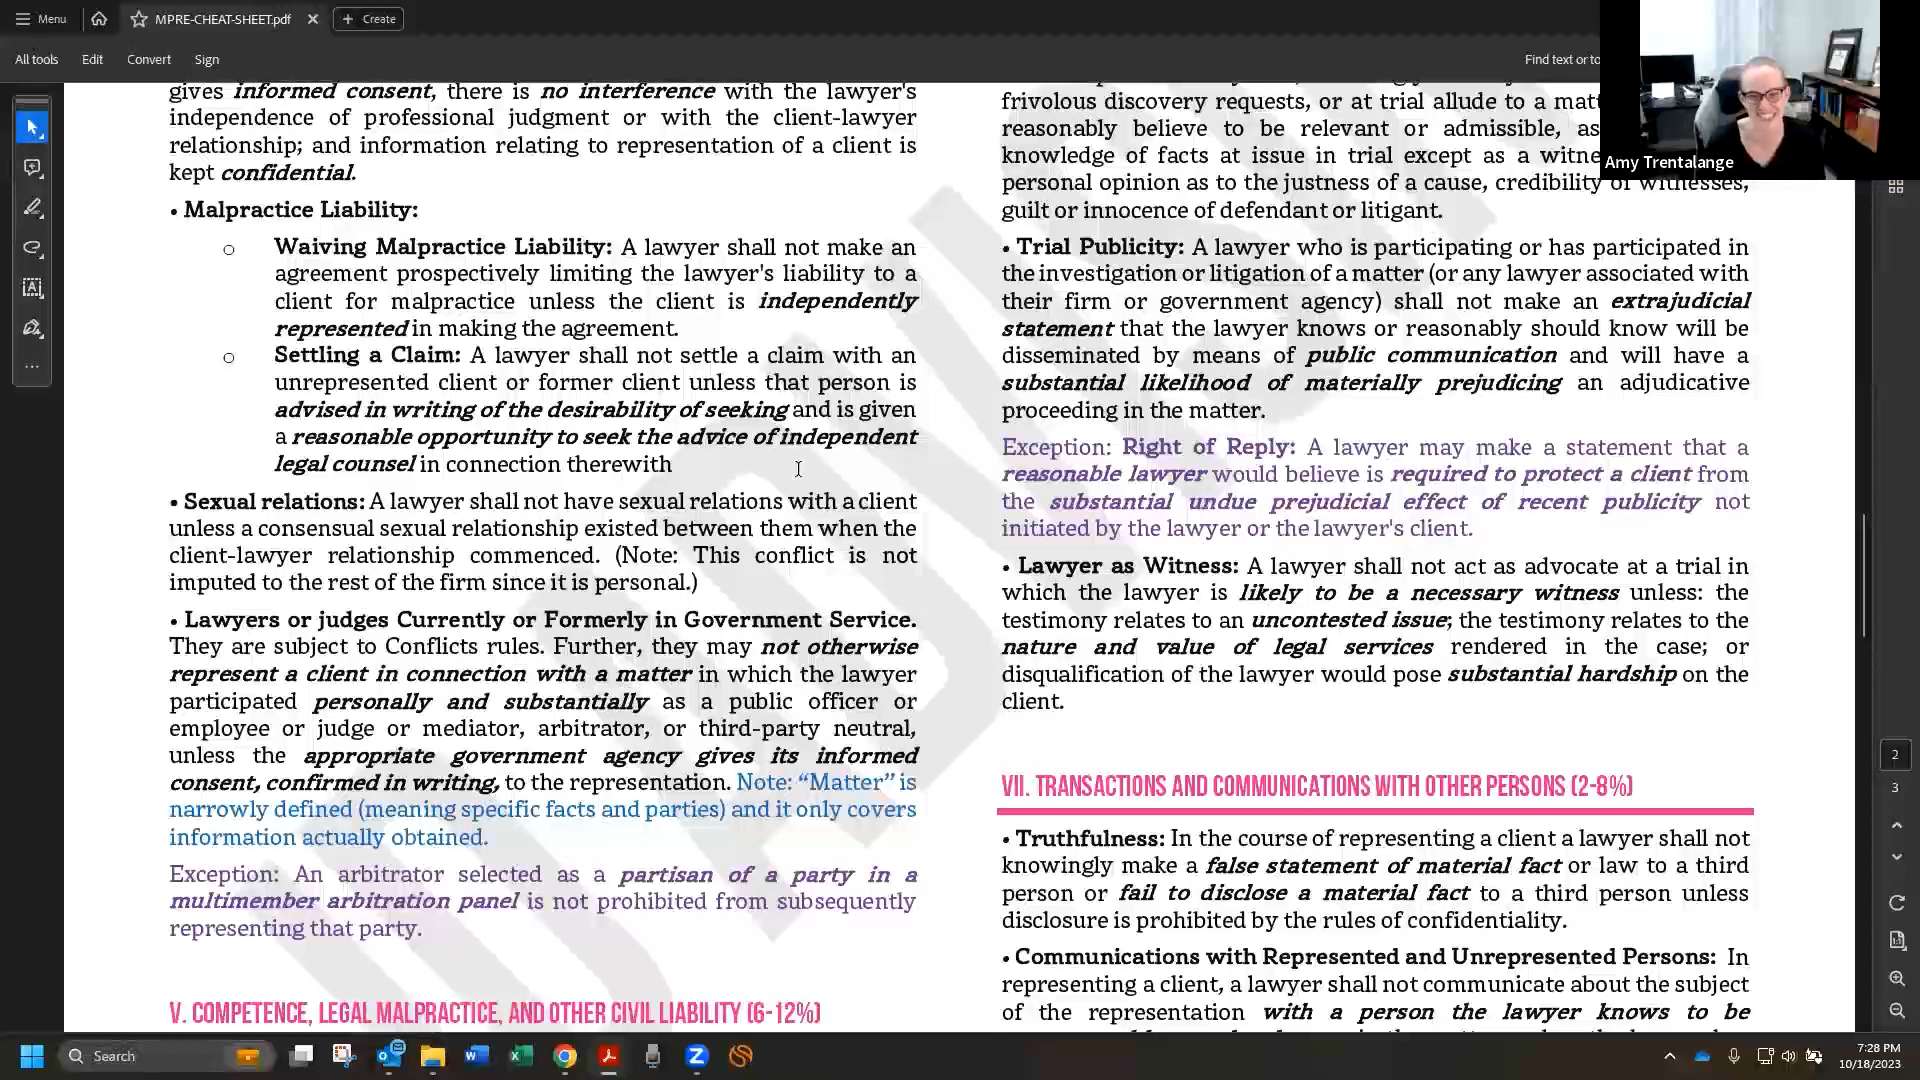 Menu
MPRE-CHEAT-SHEET.pdf
Create
All tools Edit Convert Sign
Find text or to
Amy Trentalange
gives informed consent, there is no interference with the lawyer's
independence of professional judgment or with the client-lawyer
relationship; and information relating to representation of a client is
kept confidential.
• Malpractice Liability:
o Waiving Malpractice Liability: A lawyer shall not make an
agreement prospectively limiting the lawyer's liability to a
client for malpractice unless the client is independently
represented in making the agreement.
o Settling a Claim: A lawyer shall not settle a claim with an
unrepresented client or former client unless that person is
advised in writing of the desirability of seeking and is given
a reasonable opportunity to seek the advice of independent
legal counsel in connection therewith
• Sexual relations: A lawyer shall not have sexual relations with a client
unless a consensual sexual relationship existed between them when the
client-lawyer relationship commenced. (Note: This conflict is not
imputed to the rest of the firm since it is personal.)
• Lawyers or judges Currently or Formerly in Government Service.
They are subject to Conflicts rules. Further, they may not otherwise
represent a client in connection with a matter in which the lawyer
participated personally and substantially as a public officer or
employee or judge or mediator, arbitrator, or third-party neutral,
unless the appropriate government agency gives its informed
consent, confirmed in writing, to the representation. Note: “Matter” is
narrowly defined (meaning specific facts and parties) and it only covers
information actually obtained.
Exception: An arbitrator selected as a partisan of a party in a
multimember arbitration panel is not prohibited from subsequently
representing that party.
V. COMPETENCE, LEGAL MALPRACTICE, AND OTHER CIVIL LIABILITY (6-12%)
frivolous discovery requests, or at trial allude to a mat
reasonably believe to be relevant or admissible, as
knowledge of facts at issue in trial except as a witne
personal opinion as to the justness of a cause, credibility of witnesses,
guilt or innocence of defendant or litigant.
• Trial Publicity: A lawyer who is participating or has participated in
the investigation or litigation of a matter (or any lawyer associated with
their firm or government agency) shall not make an extrajudicial
statement that the lawyer knows or reasonably should know will be
disseminated by means of public communication and will have a
substantial likelihood of materially prejudicing an adjudicative
proceeding in the matter.
Exception: Right of Reply: A lawyer may make a statement that a
reasonable lawyer would believe is required to protect a client from
the substantial undue prejudicial effect of recent publicity not
initiated by the lawyer or the lawyer's client.
• Lawyer as Witness: A lawyer shall not act as advocate at a trial in
which the lawyer is likely to be a necessary witness unless: the
testimony relates to an uncontested issue; the testimony relates to the
nature and value of legal services rendered in the case; or
disqualification of the lawyer would pose substantial hardship on the
client.
VII. TRANSACTIONS AND COMMUNICATIONS WITH OTHER PERSONS (2-8%)
• Truthfulness: In the course of representing a client a lawyer shall not
knowingly make a false statement of material fact or law to a third
person or fail to disclose a material fact to a third person unless
disclosure is prohibited by the rules of confidentiality.
• Communications with Represented and Unrepresented Persons: In
representing a client, a lawyer shall not communicate about the subject
of the representation with a person the lawyer knows to be
2
3
Search
7:28 PM
10/18/2023